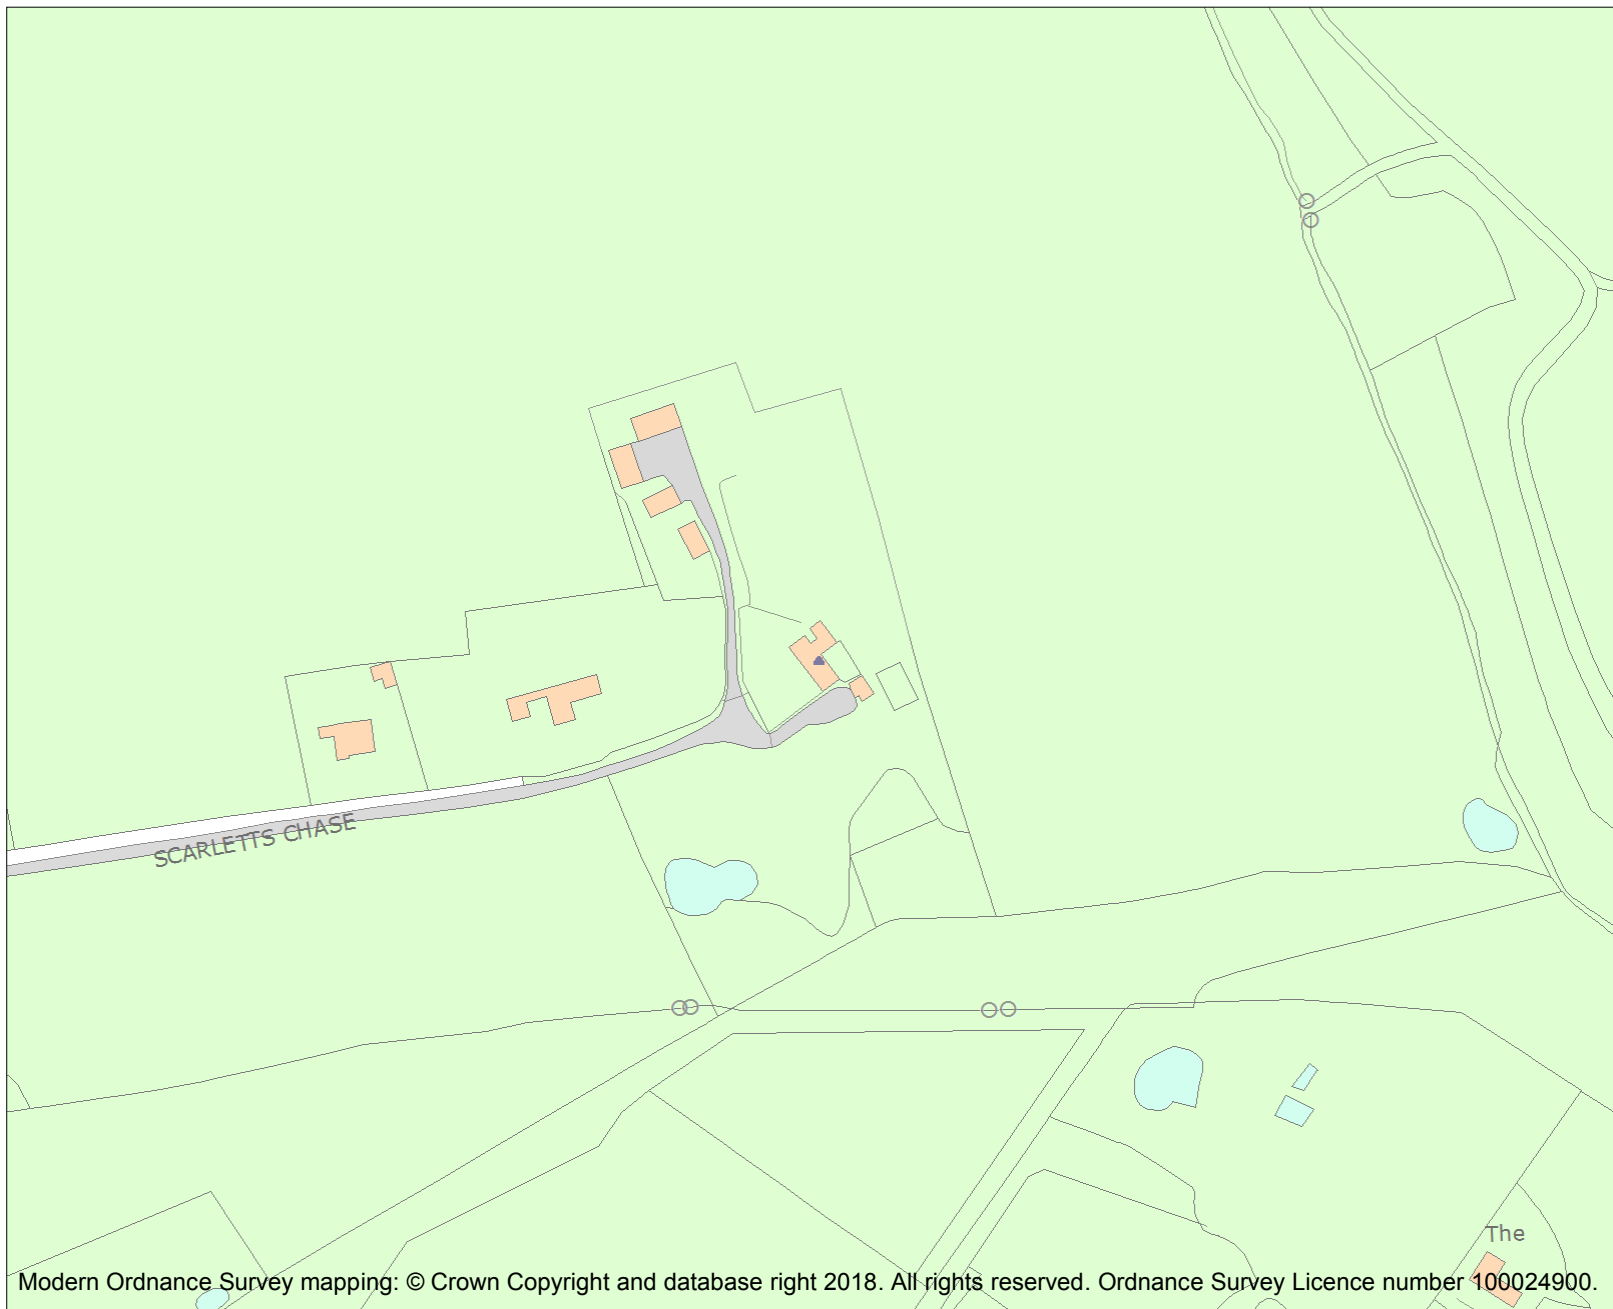 SCARLETTS CHASE
The
Modern Ordnance Survey mapping: © Crown Copyright and database right 2018. All rights reserved. Ordnance Survey Licence number 100024900.